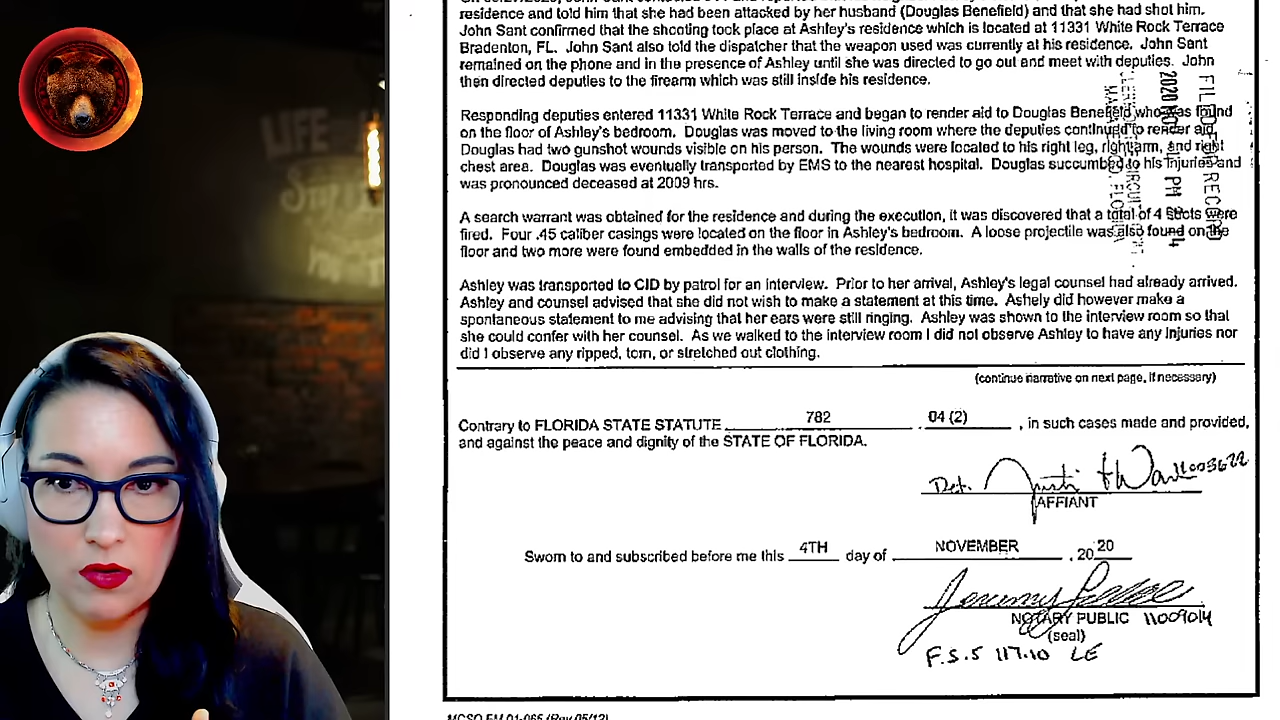 residence and told him that she had been attacked by her husband (Douglas Benefield) and that she had shot him.
John Sant confirmed that the shooting took place at Ashley's residence which is located at 11331 White Rock Terrace
Bradenton, FL. John Sant also told the dispatcher that the weapon used was currently at his residence. John Sant
remained on the phone and in the presence of Ashley until she was directed to go out and meet with deputies. John
then directed deputies to the firearm which was still inside his residence.
Responding deputies entered 11331 White Rock Terrace and began to render aid to Douglas Benefield who was found
on the floor of Ashley's bedroom. Douglas was moved to the living room where the deputies continued to render aid.
Douglas had two gunshot wounds visible on his person. The wounds were located to his right leg, right arm, and right
chest area. Douglas was eventually transported by EMS to the nearest hospital. Douglas succumbed to his injuries and
was pronounced deceased at 2009 hrs.
A search warrant was obtained for the residence and during the execution, it was discovered that a total of 4 shots were
fired. Four .45 caliber casings were located on the floor in Ashley's bedroom. A loose projectile was also found on the
floor and two more were found embedded in the walls of the residence.
Ashley was transported to CID by patrol for an interview. Prior to her arrival, Ashley's legal counsel had already arrived.
Ashley and counsel advised that she did not wish to make a statement at this time. Ashely did however make a
spontaneous statement to me advising that her ears were still ringing. Ashley was shown to the interview room so that
she could confer with her counsel. As we walked to the interview room I did not observe Ashley to have any injuries nor
did I observe any ripped, torn, or stretched out clothing.
(continue narrative on next page, if necessary)
Contrary to FLORIDA STATE STATUTE 782 . 04 (2) , in such cases made and provided,
and against the peace and dignity of the STATE OF FLORIDA.
Det.
AFFIANT
Sworn to and subscribed before me this 4TH day of NOVEMBER , 20 20
NOTARY PUBLIC 11009014
(seal)
F.S.S 117.10 LE
MCSO FM 01-065 (Rev 05/12)
FILED FOR RECORD
2020 NOV -4 PM
LIFE